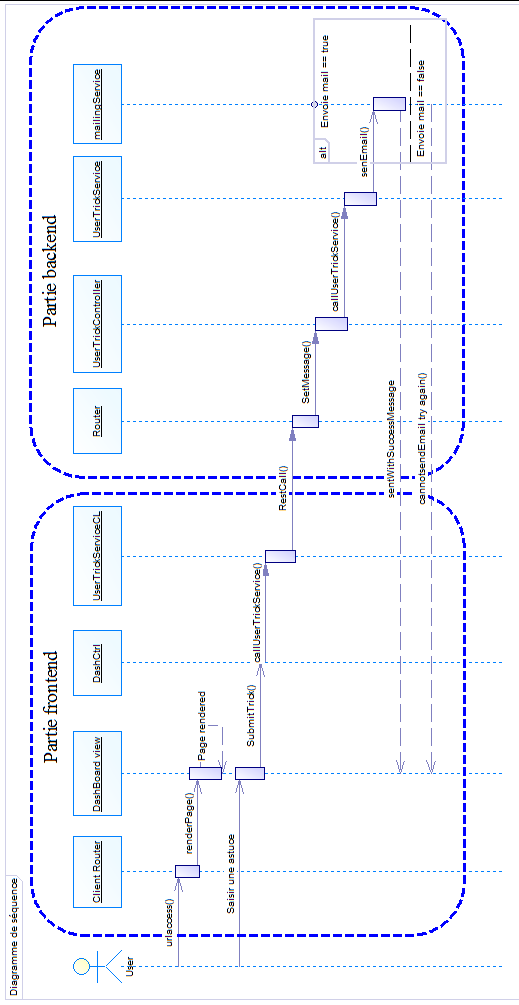 Diagramme de séquence
Partie frontend
Partie backend
User
Client Router
DashBoard view
DashCtrl
UserTrickServiceCL
Router
UserTrickController
UserTrickService
mailingService
urlaccess()
renderPage()
Page rendered
Saisir une astuce
SubmitTrick()
callUserTrickService()
RestCall()
SetMessage()
callUserTrickService()
senEmail()
alt
Envoie mail == true
Envoie mail == false
sentWithSuccessMessage
cannotsendEmail try again()